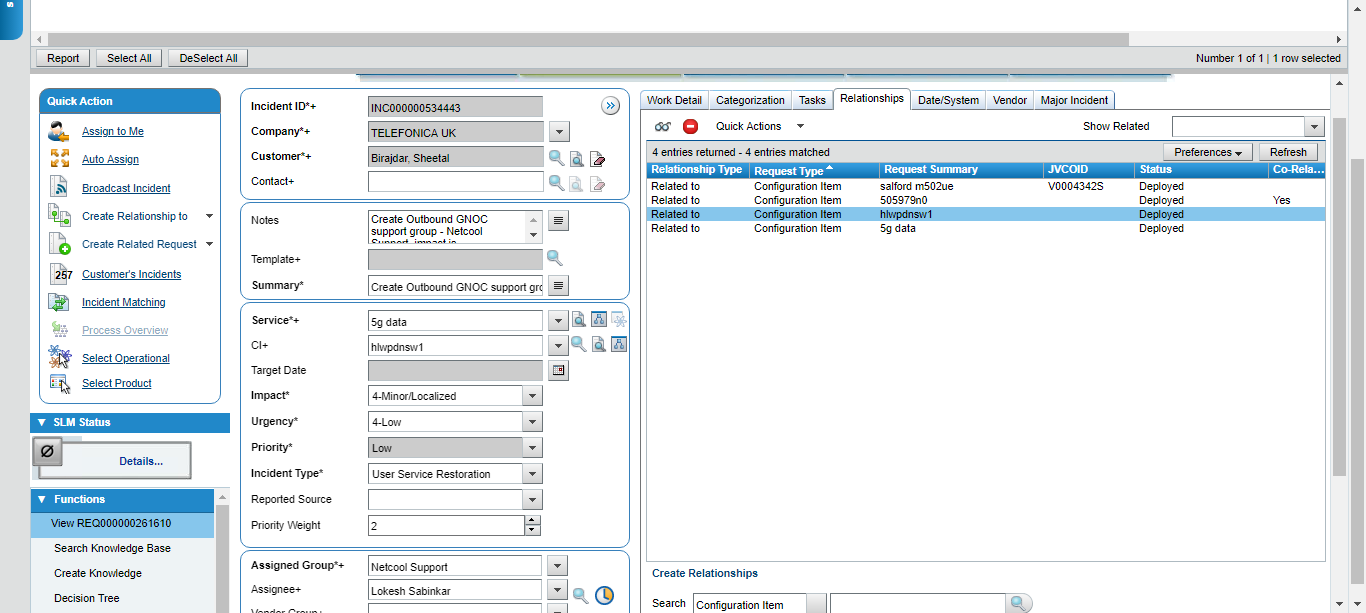 Report Select All DeSelect All Number 1 of 1 | 1 row selected
Quick Action
Assign to Me
Auto Assign
Broadcast Incident
Create Relationship to
Create Related Request
257 Customer's Incidents
Incident Matching
Process Overview
Select Operational
Select Product
SLM Status
Details...
Functions
View REQ000000261610
Search Knowledge Base
Create Knowledge
Decision Tree
Incident ID*+ INC000000534443
Company*+ TELEFONICA UK
Customer*+ Birajdar, Sheetal
Contact+
Notes Create Outbound GNOC
support group - Netcool
Support, impact is
Template+
Summary* Create Outbound GNOC support gro
Service*+ 5g data
CI+ hlwpdnsw1
Target Date
Impact* 4-Minor/Localized
Urgency* 4-Low
Priority* Low
Incident Type* User Service Restoration
Reported Source
Priority Weight 2
Assigned Group*+ Netcool Support
Assignee+ Lokesh Sabinkar
Vendor Group+
Work Detail Categorization Tasks Relationships Date/System Vendor Major Incident
Quick Actions Show Related
4 entries returned - 4 entries matched Preferences Refresh
Relationship Type Request Type Request Summary JVCOID Status Co-Rela...
Related to Configuration Item salford m502ue V0004342S Deployed
Related to Configuration Item 505979n0 Deployed Yes
Related to Configuration Item hlwpdnsw1 Deployed
Related to Configuration Item 5g data Deployed
Create Relationships
Search Configuration Item